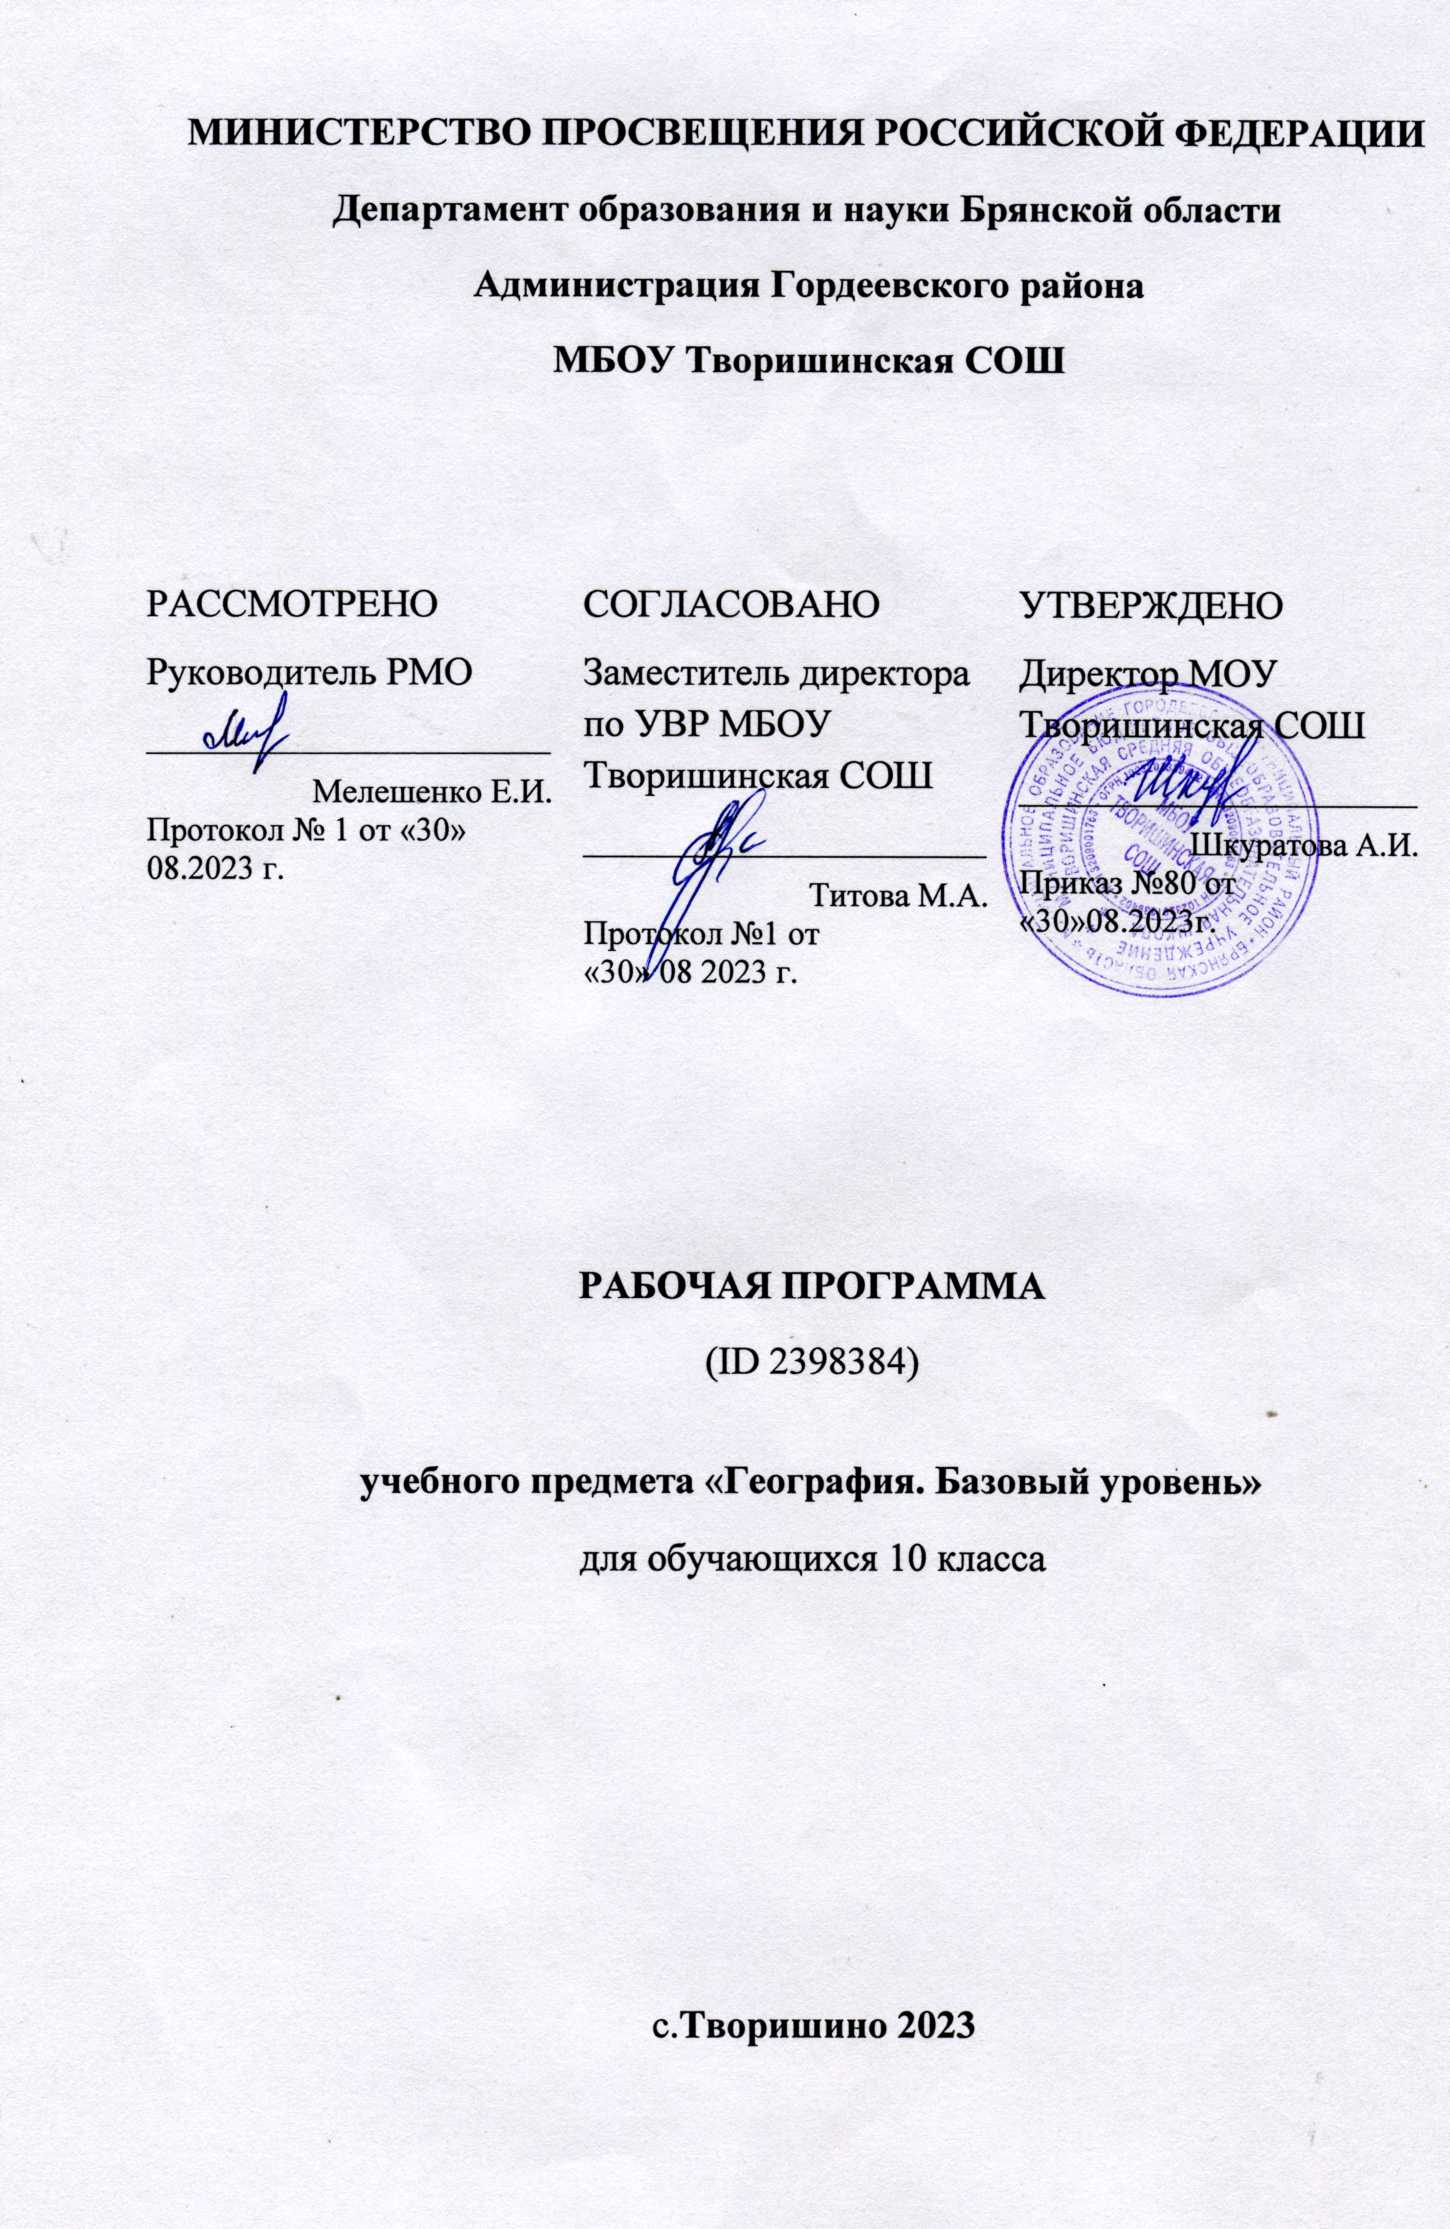 МИНИСТЕРСТВО ПРОСВЕЩЕНИЯ РОССИЙСКОЙ ФЕДЕРАЦИИ
Департамент образования и науки Брянской области
Администрация Гордеевского района
МБОУ Творишинская СОШ
РАССМОТРЕНО
Руководитель РМО
Мелешенко Е.И.
Протокол № 1 от «30»
08.2023 г.
СОГЛАСОВАНО
Заместитель директора
по УВР МБОУ
Творишинская СОШ
Титова М.А.
Протокол №1 от
«30» 08 2023 г.
УТВЕРЖДЕНО
Директор МОУ
Творишинская СОШ
Шкуратова А.И.
Приказ №80 от
«30»08.2023г.
МБОУ
ТВОРИШИНСКАЯ
СОШ
РАБОЧАЯ ПРОГРАММА
(ID 2398384)
учебного предмета «География. Базовый уровень»
для обучающихся 10 класса
с.Творишино 2023